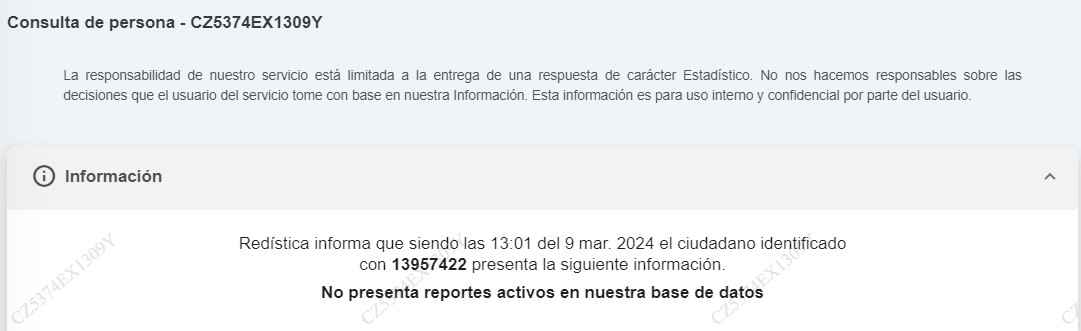 Consulta de persona - CZ5374EX1309Y
La responsabilidad de nuestro servicio está limitada a la entrega de una respuesta de carácter Estadístico. No nos hacemos responsables sobre las
decisiones que el usuario del servicio tome con base en nuestra Información. Esta información es para uso interno y confidencial por parte del usuario.
Información
Redística informa que siendo las 13:01 del 9 mar. 2024 el ciudadano identificado
con 13957422 presenta la siguiente información.
No presenta reportes activos en nuestra base de datos
CZ5374EX1309Y
CZ5374EX1309Y
CZ5374EX1309Y